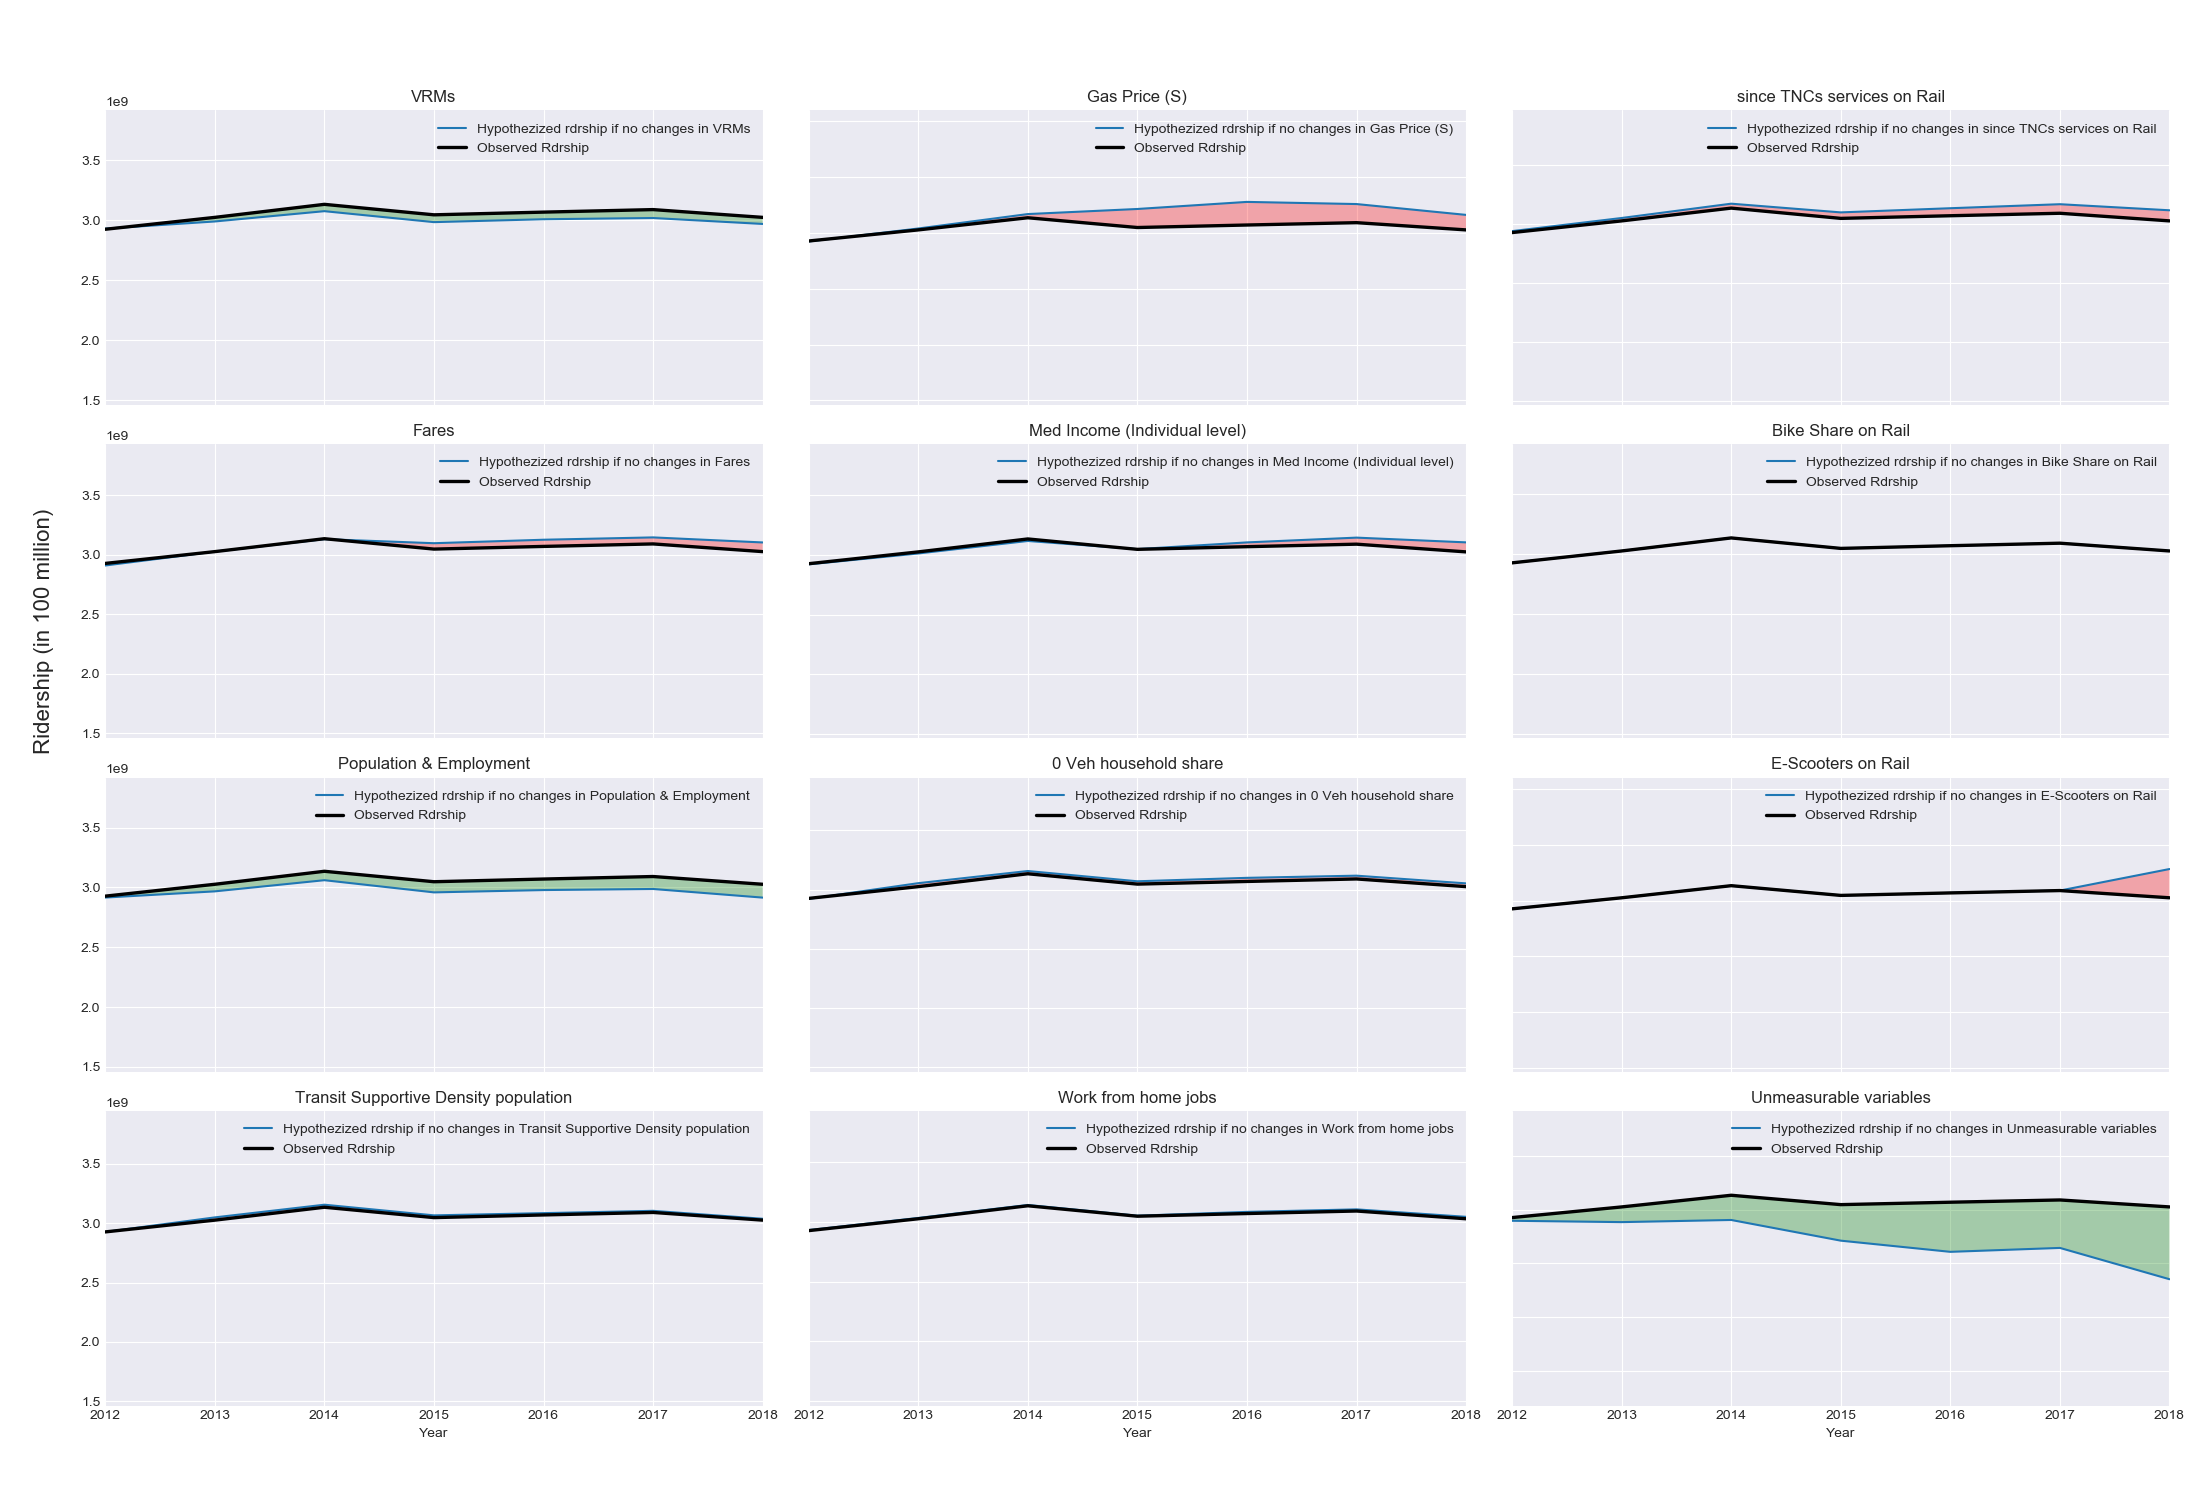 VRMs
1e9
Hypothezized rdrship if no changes in VRMs
Observed Rdrship
3.5
3.0
2.5
2.0
1.5
Gas Price (S)
Hypothezized rdrship if no changes in Gas Price (S)
Observed Rdrship
since TNCs services on Rail
Hypothezized rdrship if no changes in since TNCs services on Rail
Observed Rdrship
Ridership (in 100 million)
Fares
1e9
Hypothezized rdrship if no changes in Fares
Observed Rdrship
3.5
3.0
2.5
2.0
1.5
Med Income (Individual level)
Hypothezized rdrship if no changes in Med Income (Individual level)
Observed Rdrship
Bike Share on Rail
Hypothezized rdrship if no changes in Bike Share on Rail
Observed Rdrship
Population & Employment
1e9
Hypothezized rdrship if no changes in Population & Employment
Observed Rdrship
3.5
3.0
2.5
2.0
1.5
0 Veh household share
Hypothezized rdrship if no changes in 0 Veh household share
Observed Rdrship
E-Scooters on Rail
Hypothezized rdrship if no changes in E-Scooters on Rail
Observed Rdrship
Transit Supportive Density population
1e9
Hypothezized rdrship if no changes in Transit Supportive Density population
Observed Rdrship
3.5
3.0
2.5
2.0
1.5
2012 2013 2014 2015 2016 2017 2018
Year
Work from home jobs
Hypothezized rdrship if no changes in Work from home jobs
Observed Rdrship
2012 2013 2014 2015 2016 2017 2018
Year
Unmeasurable variables
Hypothezized rdrship if no changes in Unmeasurable variables
Observed Rdrship
2012 2013 2014 2015 2016 2017 2018
Year